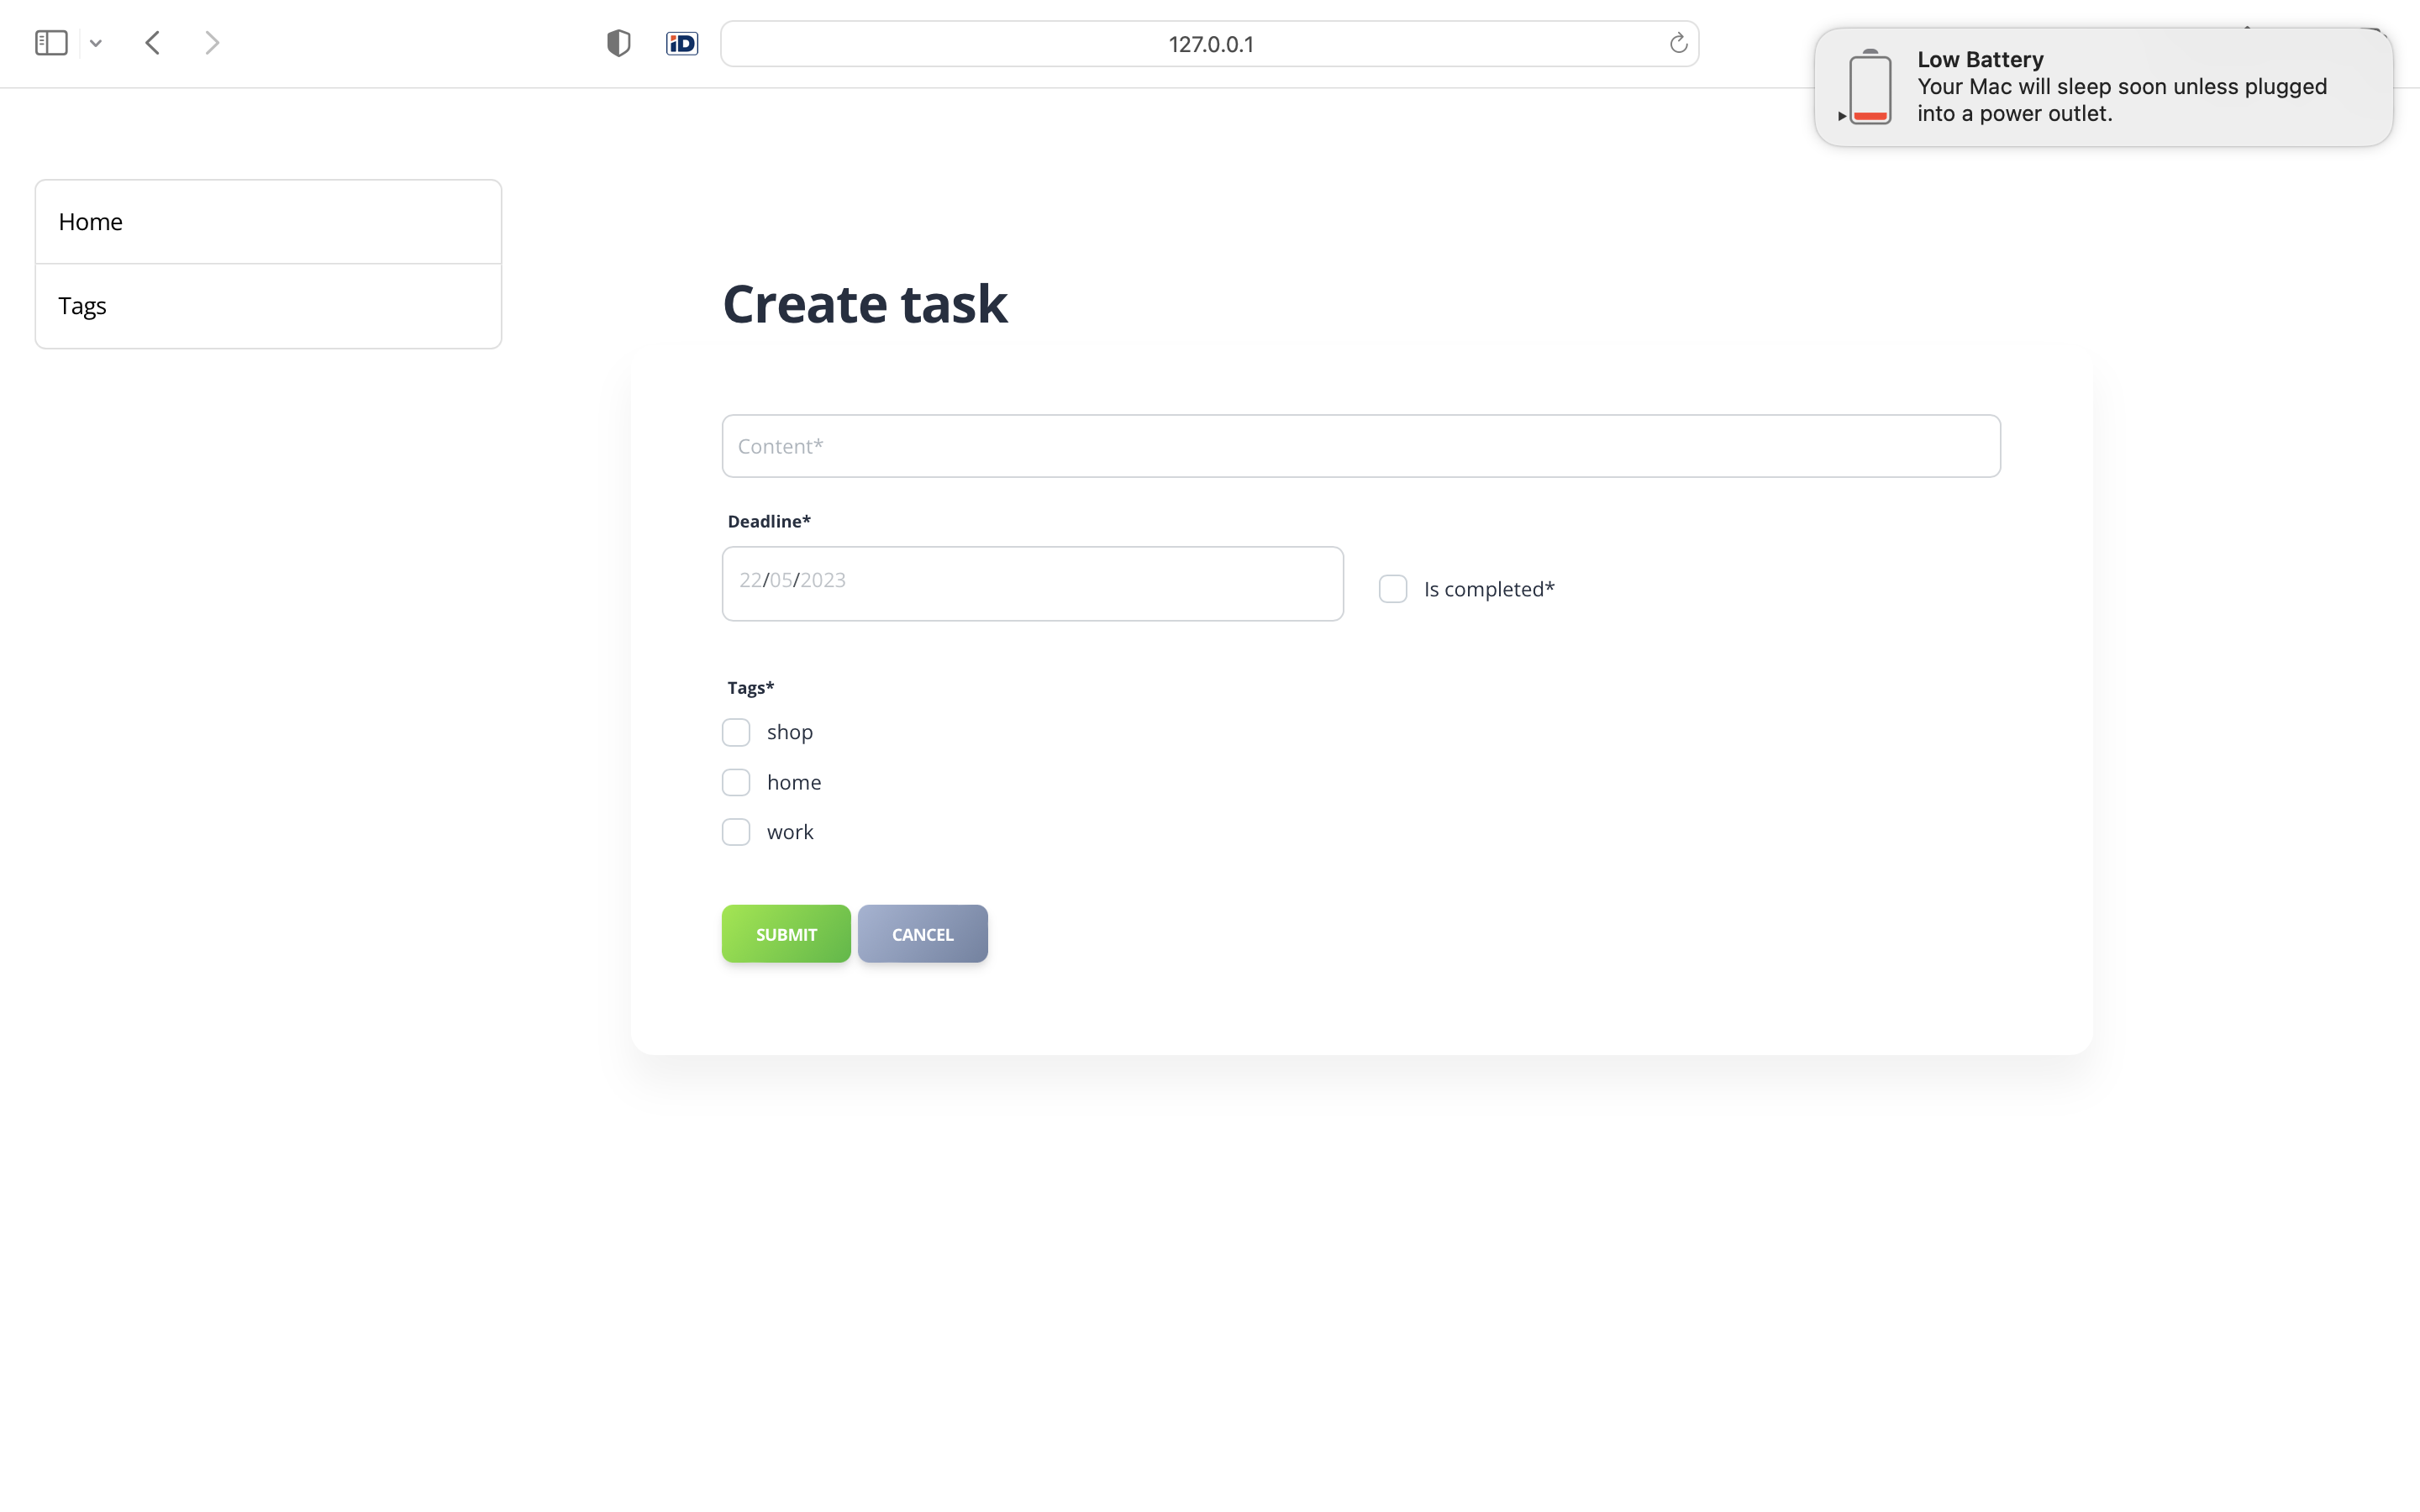 iD
127.0.0.1
Low Battery
Your Mac will sleep soon unless plugged
into a power outlet.
Home
Tags
Create task
Content*
Deadline*
22/05/2023
Is completed*
Tags*
shop
home
work
SUBMIT
CANCEL